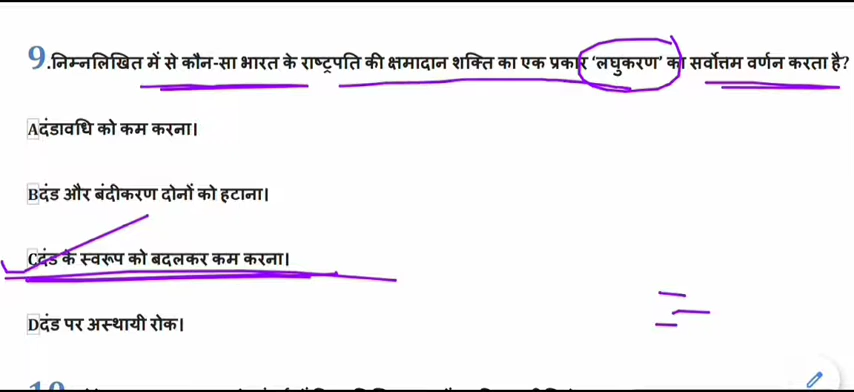 9.निम्नलिखित में से कौन-सा भारत के राष्ट्रपति की क्षमादान शक्ति का एक प्रकार 'लघुकरण' का सर्वोत्तम वर्णन करता है?
Aदंडावधि को कम करना।
Bदंड और बंदीकरण दोनों को हटाना।
Cदंड के स्वरूप को बदलकर कम करना।
Dदंड पर अस्थायी रोक।